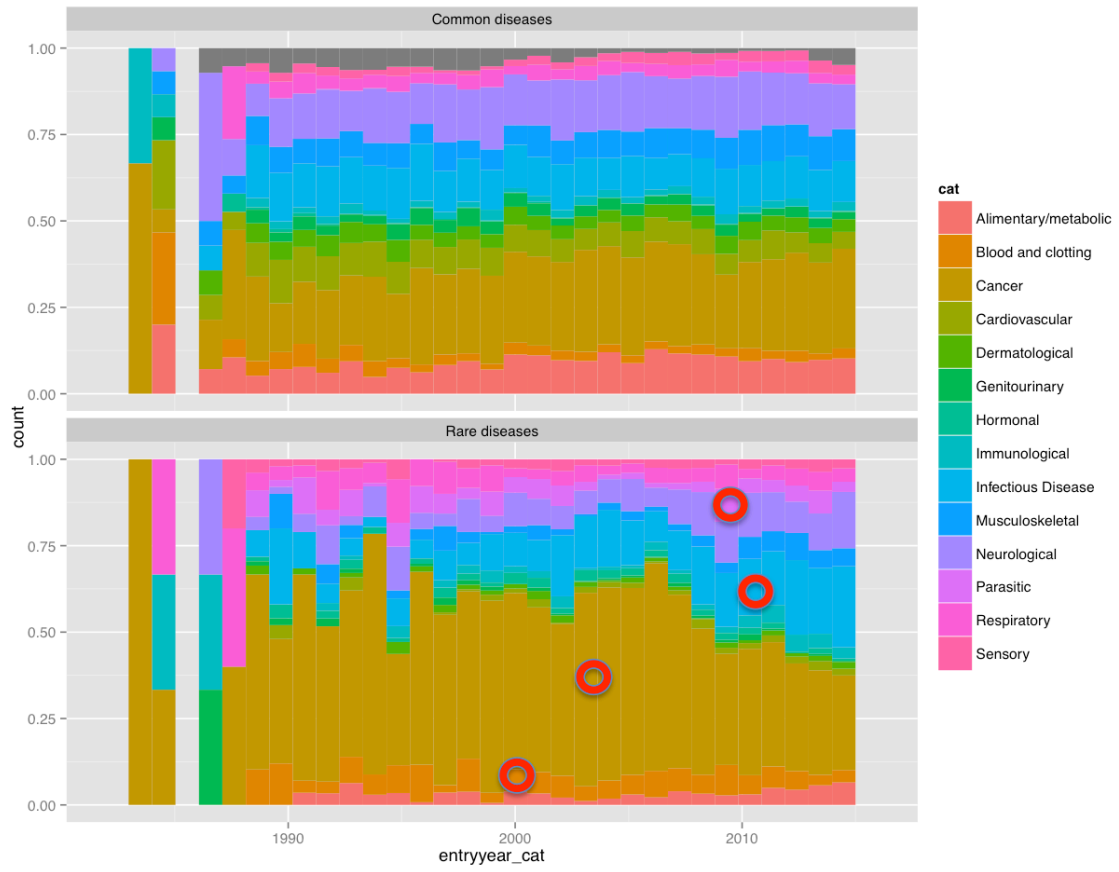 Common diseases
1.00
0.75
0.50
0.25
0.00
Rare diseases
1.00
0.75
0.50
0.25
0.00
count
1990
2000
2010
entryyear_cat
cat
Alimentary/metabolic
Blood and clotting
Cancer
Cardiovascular
Dermatological
Genitourinary
Hormonal
Immunological
Infectious Disease
Musculoskeletal
Neurological
Parasitic
Respiratory
Sensory